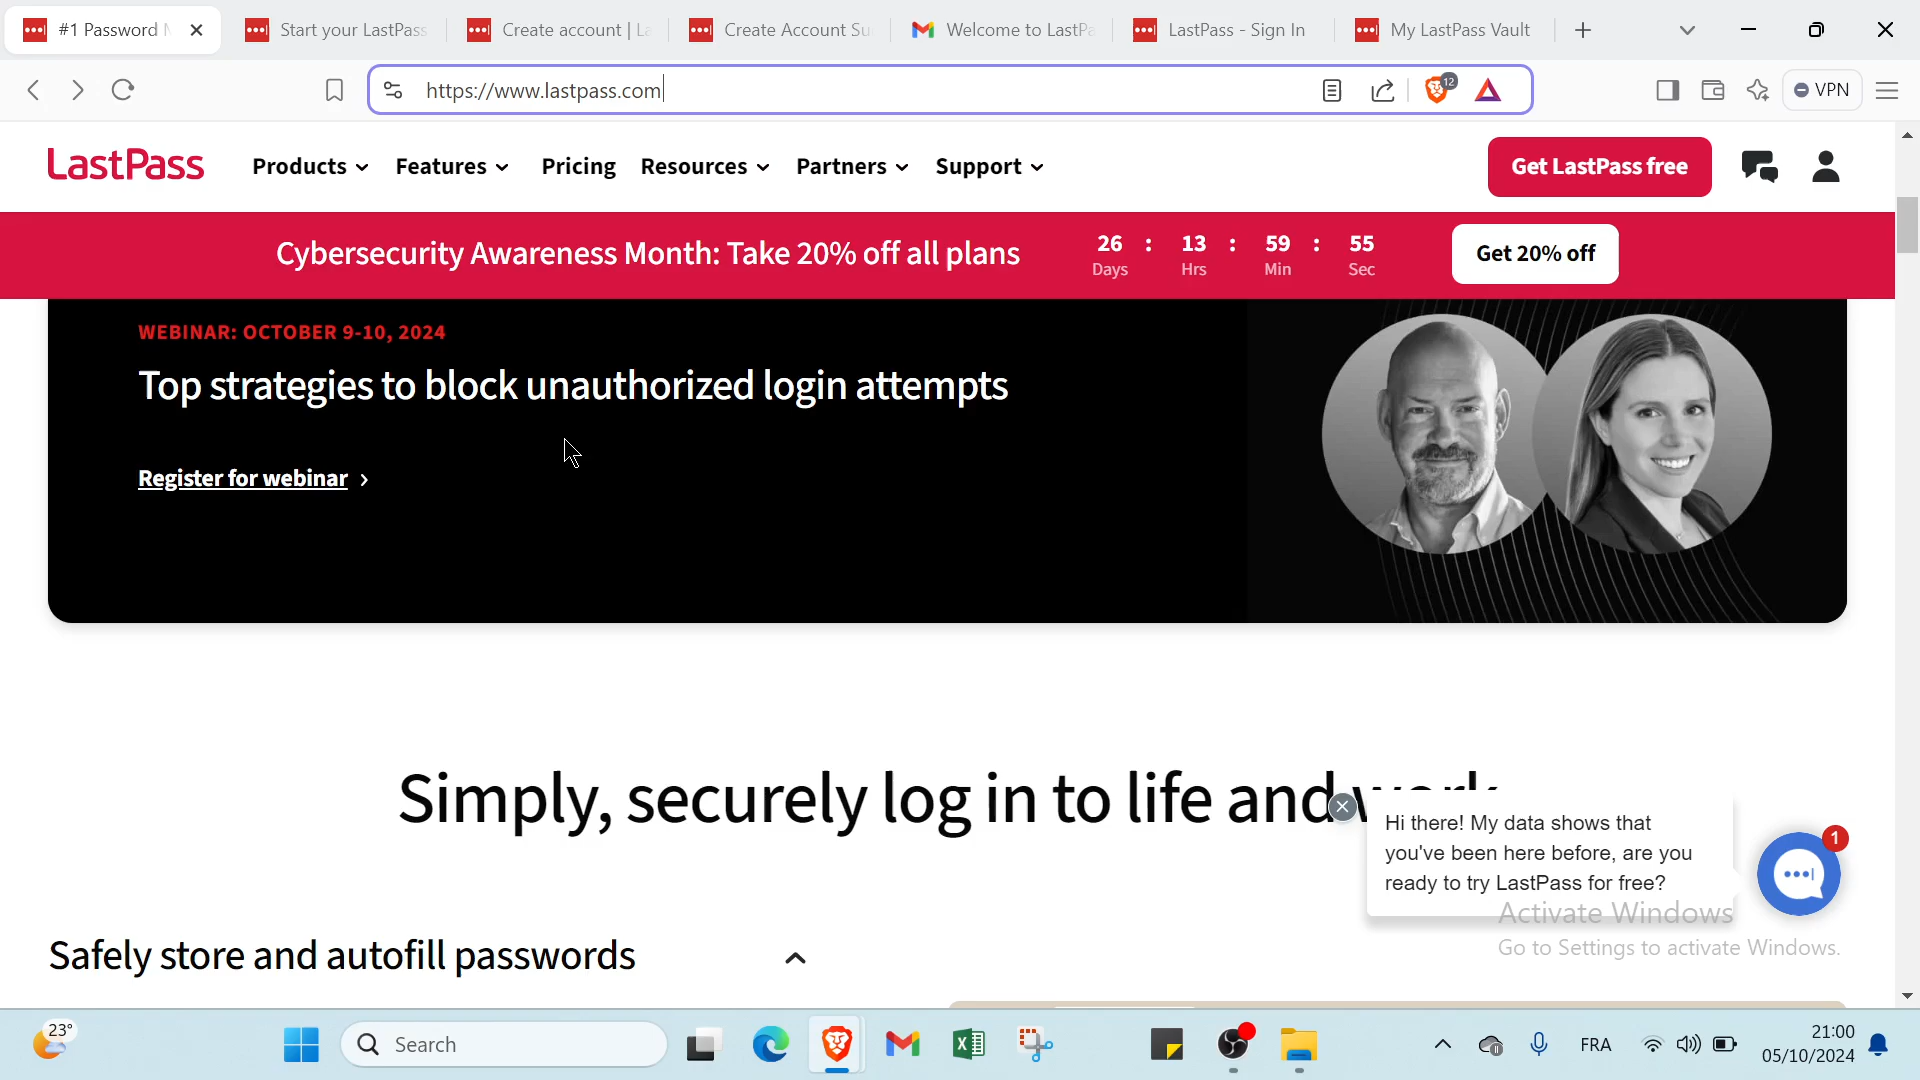 #1 Password M
Start your LastPass
Create account | La
Create Account Su
Welcome to LastPa
LastPass - Sign In
My LastPass Vault
https://www.lastpass.com
12
VPN
LastPass
Products
Features
Pricing
Resources
Partners
Support
Get LastPass free
Cybersecurity Awareness Month: Take 20% off all plans
26 : 13 : 59 : 55
Days Hrs Min Sec
Get 20% off
WEBINAR: OCTOBER 9-10, 2024
Top strategies to block unauthorized login attempts
Register for webinar
Simply, securely log in to life and work
Hi there! My data shows that
you've been here before, are you
ready to try LastPass for free?
1
Activate Windows
Go to Settings to activate Windows.
Safely store and autofill passwords
23°
Search
FRA
21:00
05/10/2024